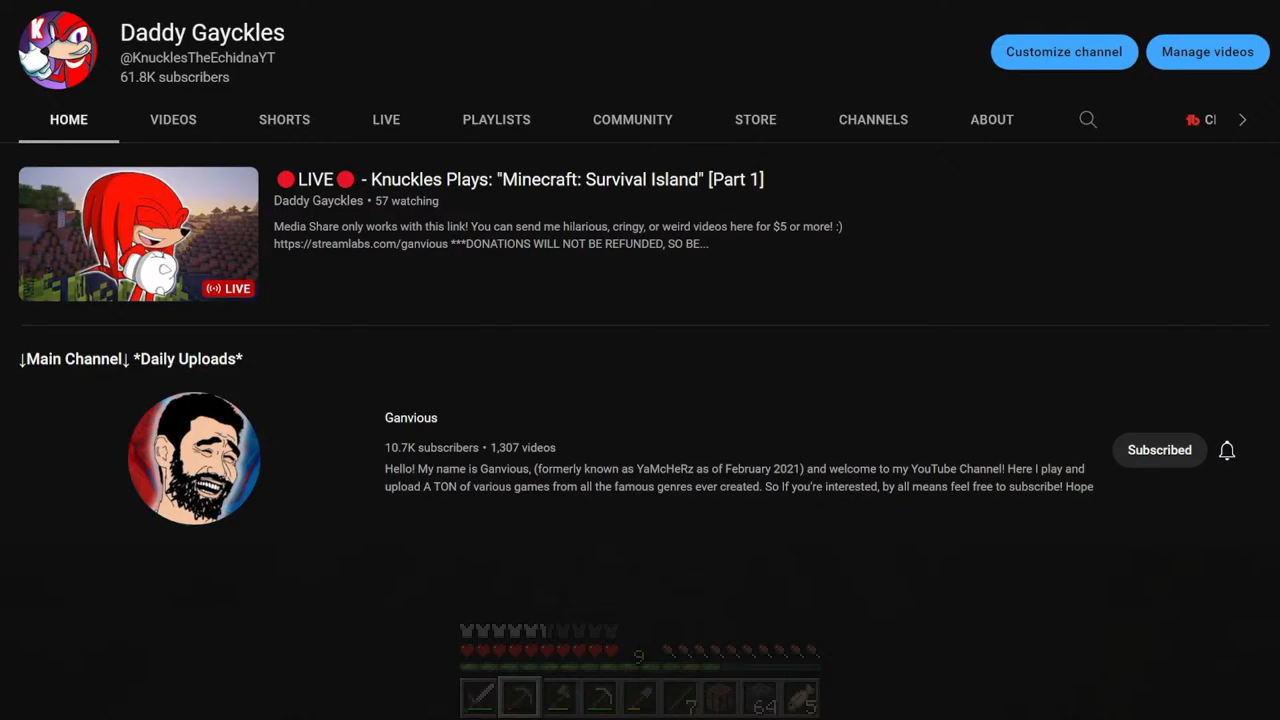 K
Daddy Gayckles
@KnucklesTheEchidnaYT
61.8K subscribers
Customize channel
Manage videos
HOME
VIDEOS
SHORTS
LIVE
PLAYLISTS
COMMUNITY
STORE
CHANNELS
ABOUT
🔴LIVE🔴 - Knuckles Plays: "Minecraft: Survival Island" [Part 1]
Daddy Gayckles • 57 watching
Media Share only works with this link! You can send me hilarious, cringy, or weird videos here for $5 or more! :)
https://streamlabs.com/ganvious ***DONATIONS WILL NOT BE REFUNDED, SO BE...
LIVE
↓Main Channel↓ *Daily Uploads*
Ganvious
10.7K subscribers • 1,307 videos
Hello! My name is Ganvious, (formerly known as YaMcHeRz as of February 2021) and welcome to my YouTube Channel! Here I play and
upload A TON of various games from all the famous genres ever created. So If you're interested, by all means feel free to subscribe! Hope
Subscribed
9
7
64
5